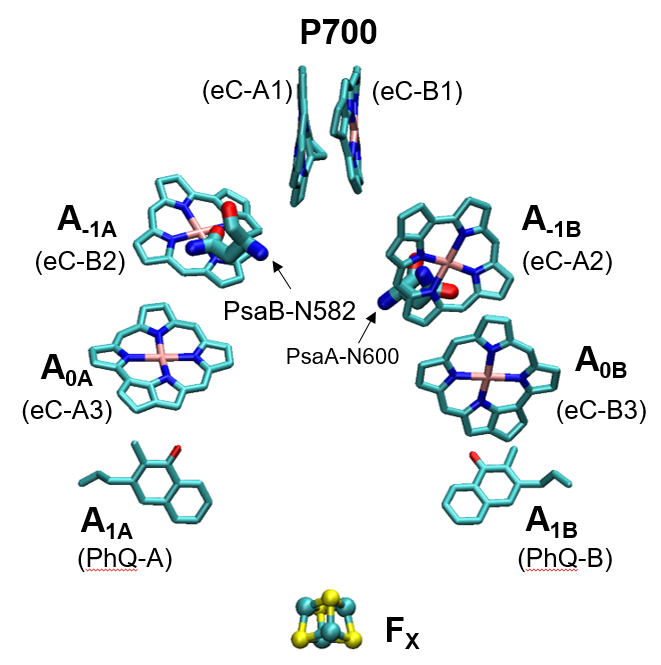 P700
(eC-A1)
(eC-B1)
A-1A
(eC-B2)
A-1B
(eC-A2)
PsaB-N582
PsaA-N600
A0A
(eC-A3)
A0B
(eC-B3)
A1A
(PhQ-A)
A1B
(PhQ-B)
FX